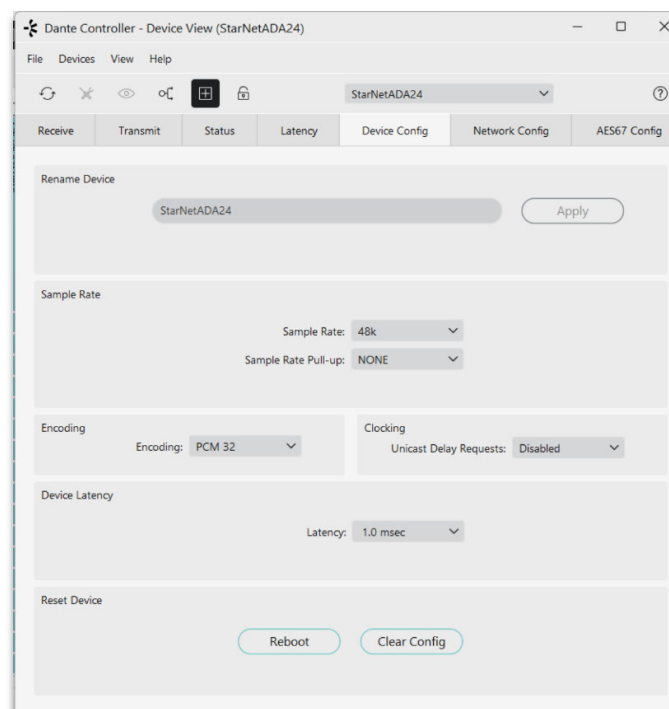 Dante Controller - Device View (StarNetADA24)
File Devices View Help
StarNetADA24
Receive Transmit Status Latency Device Config Network Config AES67 Config
Rename Device
StarNetADA24 Apply
Sample Rate
Sample Rate: 48k
Sample Rate Pull-up: NONE
Encoding
Encoding: PCM 32
Clocking
Unicast Delay Requests: Disabled
Device Latency
Latency: 1.0 msec
Reset Device
Reboot Clear Config